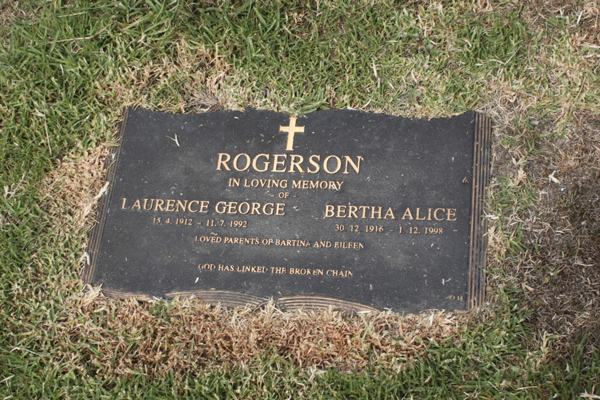 ROGERSON
IN LOVING MEMORY
- OF -
LAURENCE GEORGE BERTHA ALICE
15. 4. 1912 - 11. 7. 1992 30. 12. 1916 - 1. 12. 1998
LOVED PARENTS OF BARTINA AND EILEEN
GOD HAS LINKED THE BROKEN CHAIN